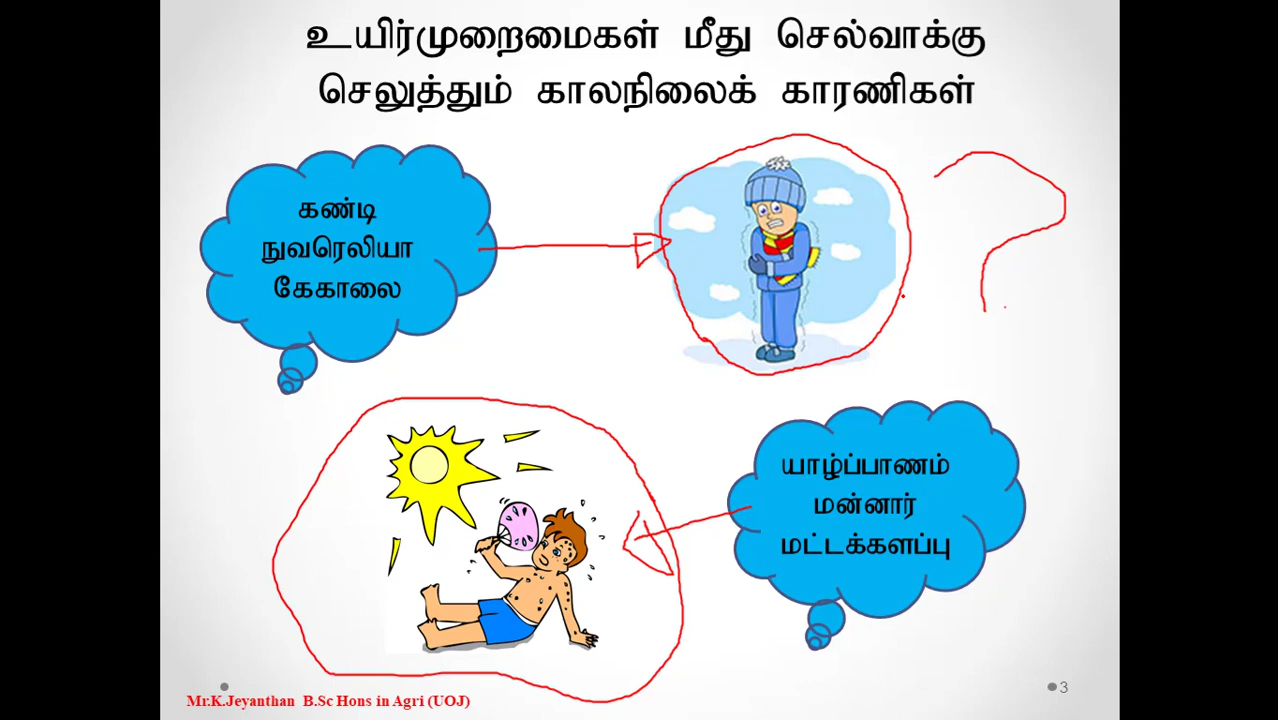 உயிர்முறைமைகள் மீது செல்வாக்கு
செலுத்தும் காலநிலைக் காரணிகள்
கண்டி
நுவரெலியா
கேகாலை
யாழ்ப்பாணம்
மன்னார்
மட்டக்களப்பு
Mr.K.Jeyanthan B.Sc Hons in Agri (UOJ)
3